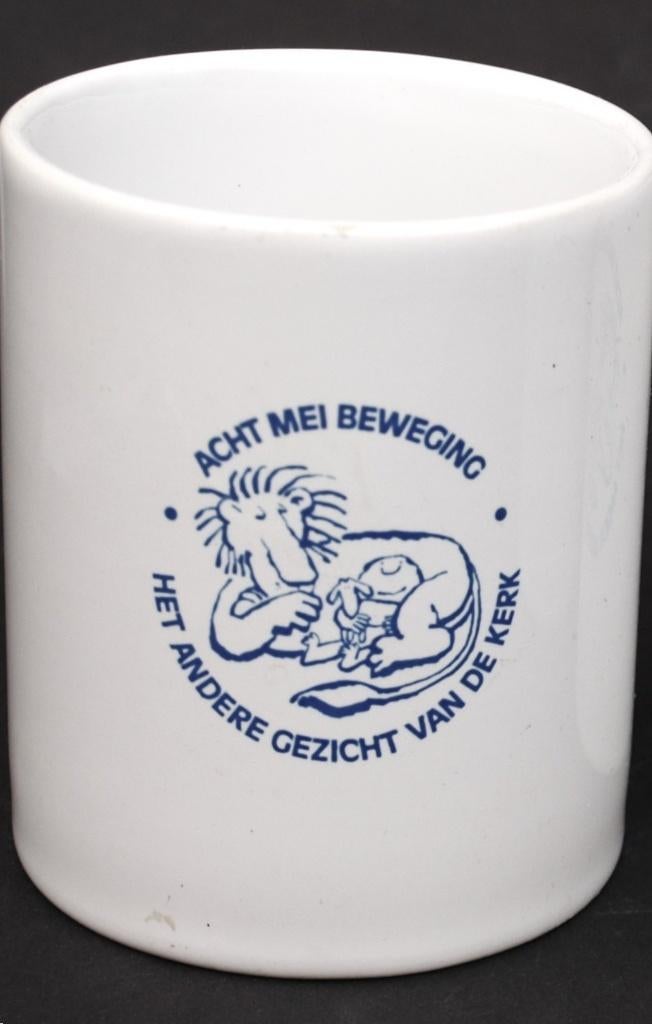 ACHT MEI BEWEGING
HET ANDERE GEZICHT VAN DE KERK